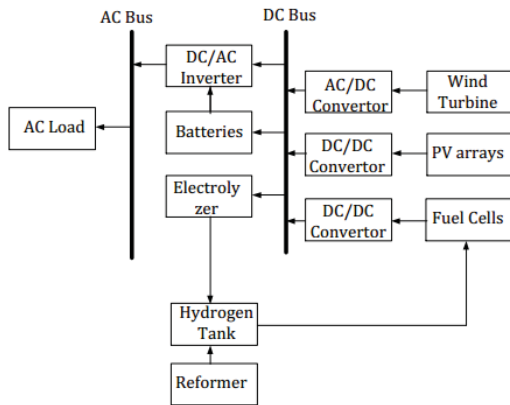 AC Bus
DC Bus
DC/AC
Inverter
AC/DC
Convertor
Wind
Turbine
AC Load
Batteries
DC/DC
Convertor
PV arrays
Electroly
zer
DC/DC
Convertor
Fuel Cells
Hydrogen
Tank
Reformer